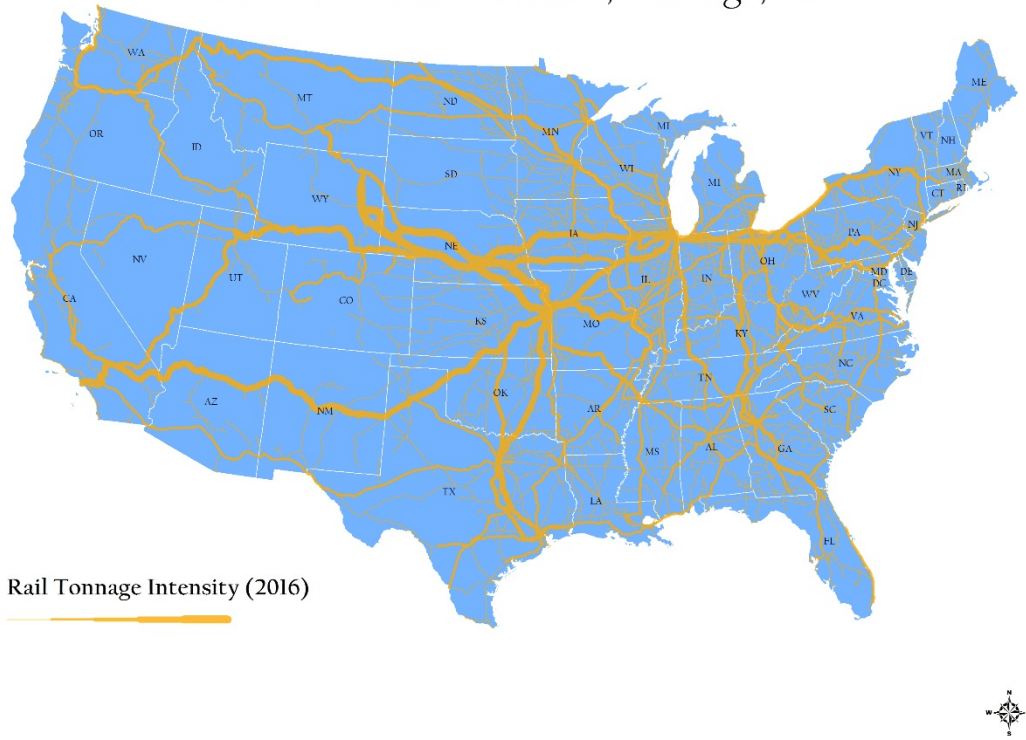 WA
ME
MT
ND
MI
VT
NH
OR
MN
ID
WI
NY
MA
SD
MI
CT
RI
WY
NJ
PA
NE
IA
NV
OH
UT
IL
IN
MD
DE
DC
CA
CO
WV
VA
KS
MO
KY
NC
TN
OK
AZ
NM
AR
SC
MS
AL
GA
TX
LA
FL
Rail Tonnage Intensity (2016)
N
W
E
S